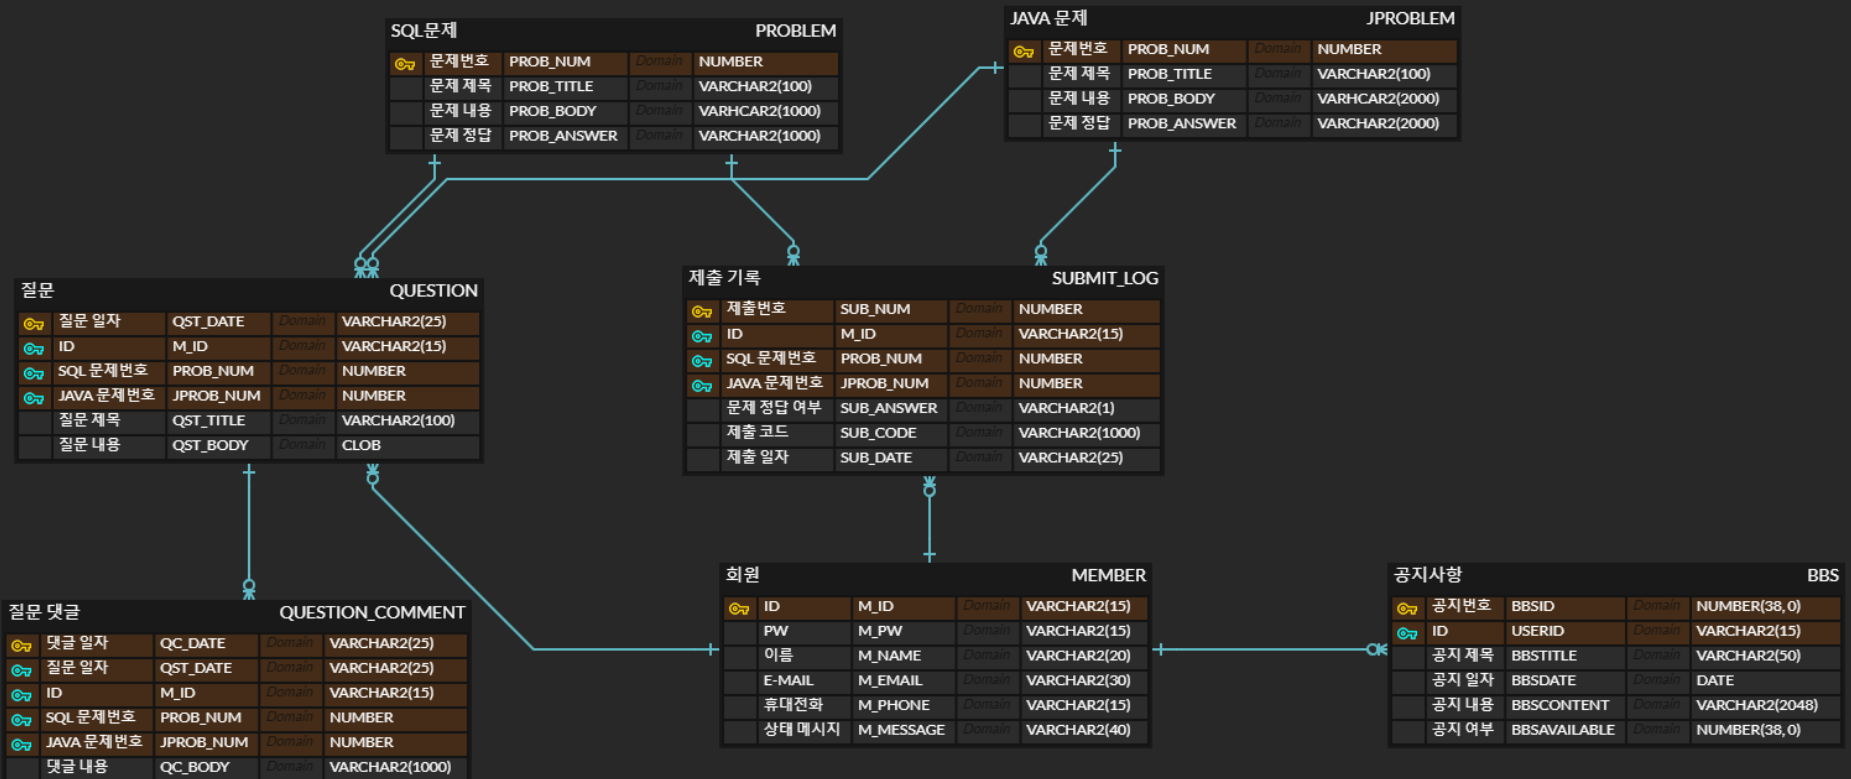 SQL문제 PROBLEM
문제번호 PROB_NUM Domain NUMBER
문제 제목 PROB_TITLE Domain VARCHAR2(100)
문제 내용 PROB_BODY Domain VARHCAR2(1000)
문제 정답 PROB_ANSWER Domain VARCHAR2(1000)
JAVA 문제 JPROBLEM
문제번호 PROB_NUM Domain NUMBER
문제 제목 PROB_TITLE Domain VARCHAR2(100)
문제 내용 PROB_BODY Domain VARHCAR2(2000)
문제 정답 PROB_ANSWER Domain VARCHAR2(2000)
질문 QUESTION
질문 일자 QST_DATE Domain VARCHAR2(25)
ID M_ID Domain VARCHAR2(15)
SQL 문제번호 PROB_NUM Domain NUMBER
JAVA 문제번호 JPROB_NUM Domain NUMBER
질문 제목 QST_TITLE Domain VARCHAR2(100)
질문 내용 QST_BODY Domain CLOB
제출 기록 SUBMIT_LOG
제출번호 SUB_NUM Domain NUMBER
ID M_ID Domain VARCHAR2(15)
SQL 문제번호 PROB_NUM Domain NUMBER
JAVA 문제번호 JPROB_NUM Domain NUMBER
문제 정답 여부 SUB_ANSWER Domain VARCHAR2(1)
제출 코드 SUB_CODE Domain VARCHAR2(1000)
제출 일자 SUB_DATE Domain VARCHAR2(25)
질문 댓글 QUESTION_COMMENT
댓글 일자 QC_DATE Domain VARCHAR2(25)
질문 일자 QST_DATE Domain VARCHAR2(25)
ID M_ID Domain VARCHAR2(15)
SQL 문제번호 PROB_NUM Domain NUMBER
JAVA 문제번호 JPROB_NUM Domain NUMBER
댓글 내용 QC_BODY Domain VARCHAR2(1000)
회원 MEMBER
ID M_ID Domain VARCHAR2(15)
PW M_PW Domain VARCHAR2(15)
이름 M_NAME Domain VARCHAR2(20)
E-MAIL M_EMAIL Domain VARCHAR2(30)
휴대전화 M_PHONE Domain VARCHAR2(15)
상태 메시지 M_MESSAGE Domain VARCHAR2(40)
공지사항 BBS
공지번호 BBSID Domain NUMBER(38, 0)
ID USERID Domain VARCHAR2(15)
공지 제목 BBSTITLE Domain VARCHAR2(50)
공지 일자 BBSDATE Domain DATE
공지 내용 BBSCONTENT Domain VARCHAR2(2048)
공지 여부 BBSAVAILABLE Domain NUMBER(38, 0)